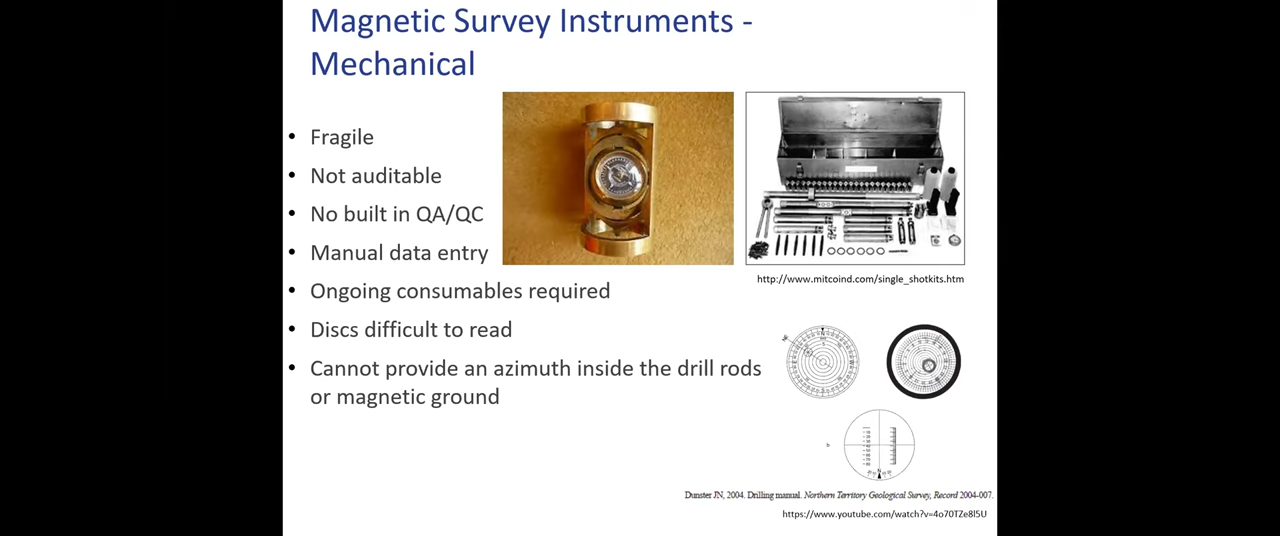 Magnetic Survey Instruments -
Mechanical
• Fragile
• Not auditable
• No built in QA/QC
• Manual data entry
• Ongoing consumables required
• Discs difficult to read
• Cannot provide an azimuth inside the drill rods
or magnetic ground
http://www.mitcoind.com/single_shotkits.htm
Dunster JN, 2004. Drilling manual. Northern Territory Geological Survey, Record 2004-007.
https://www.youtube.com/watch?v=4o70TZe8l5U